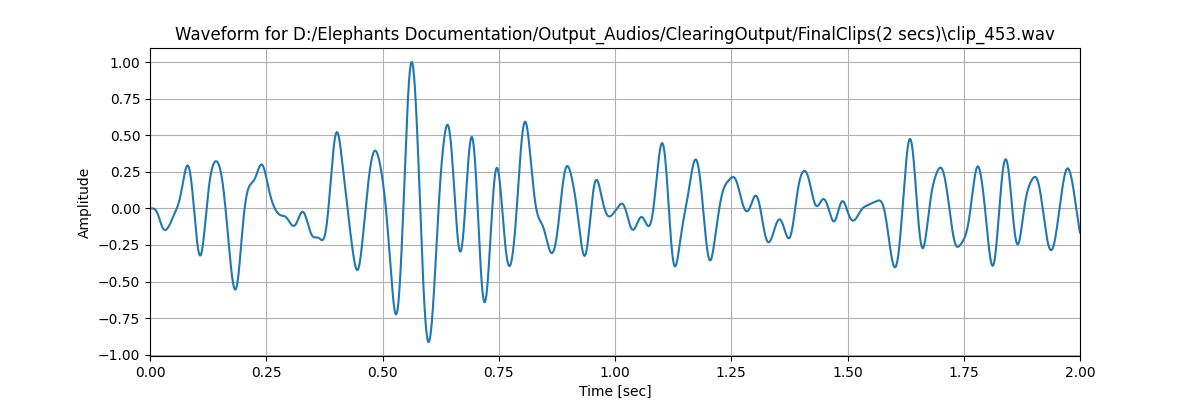 Waveform for D:/Elephants Documentation/Output_Audios/ClearingOutput/FinalClips(2 secs)\clip_453.wav
1.00
0.75
0.50
0.25
0.00
−0.25
−0.50
−0.75
−1.00
Amplitude
0.00 0.25 0.50 0.75 1.00 1.25 1.50 1.75 2.00
Time [sec]